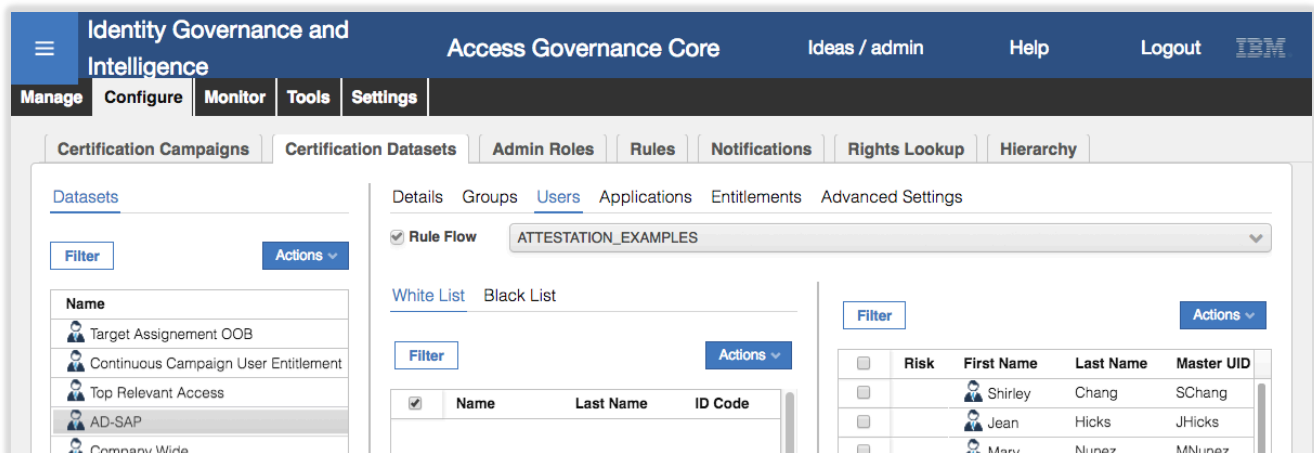 Identity Governance and
Intelligence
Access Governance Core
Ideas / admin
Help
Logout
IBM
Manage Configure Monitor Tools Settings
Certification Campaigns Certification Datasets Admin Roles Rules Notifications Rights Lookup Hierarchy
Datasets
Details Groups Users Applications Entitlements Advanced Settings
Rule Flow ATTESTATION_EXAMPLES
Filter Actions
Name
Target Assignement OOB
Continuous Campaign User Entitlement
Top Relevant Access
AD-SAP
Company Wide
White List Black List
Filter Actions
Name Last Name ID Code
Filter Actions
Risk First Name Last Name Master UID
Shirley Chang SChang
Jean Hicks JHicks
Mary Nunez MNunez